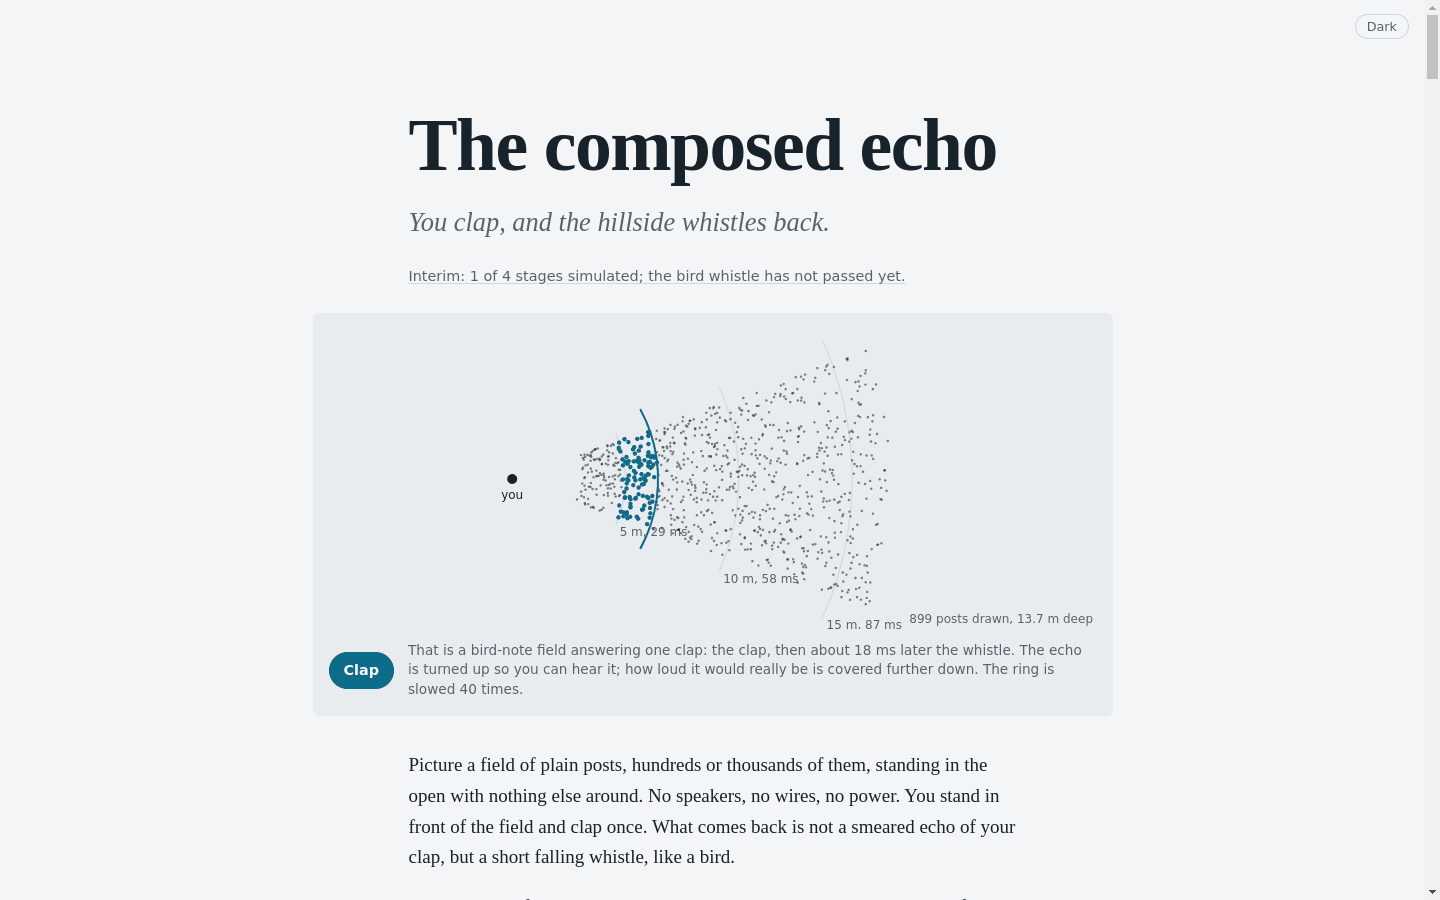 Dark
The composed echo
You clap, and the hillside whistles back.
Interim: 1 of 4 stages simulated; the bird whistle has not passed yet.
you
5 m, 29 ms
10 m, 58 ms
15 m, 87 ms
899 posts drawn, 13.7 m deep
Clap
That is a bird-note field answering one clap: the clap, then about 18 ms later the whistle. The echo
is turned up so you can hear it; how loud it would really be is covered further down. The ring is
slowed 40 times.
Picture a field of plain posts, hundreds or thousands of them, standing in the
open with nothing else around. No speakers, no wires, no power. You stand in
front of the field and clap once. What comes back is not a smeared echo of your
clap, but a short falling whistle, like a bird.